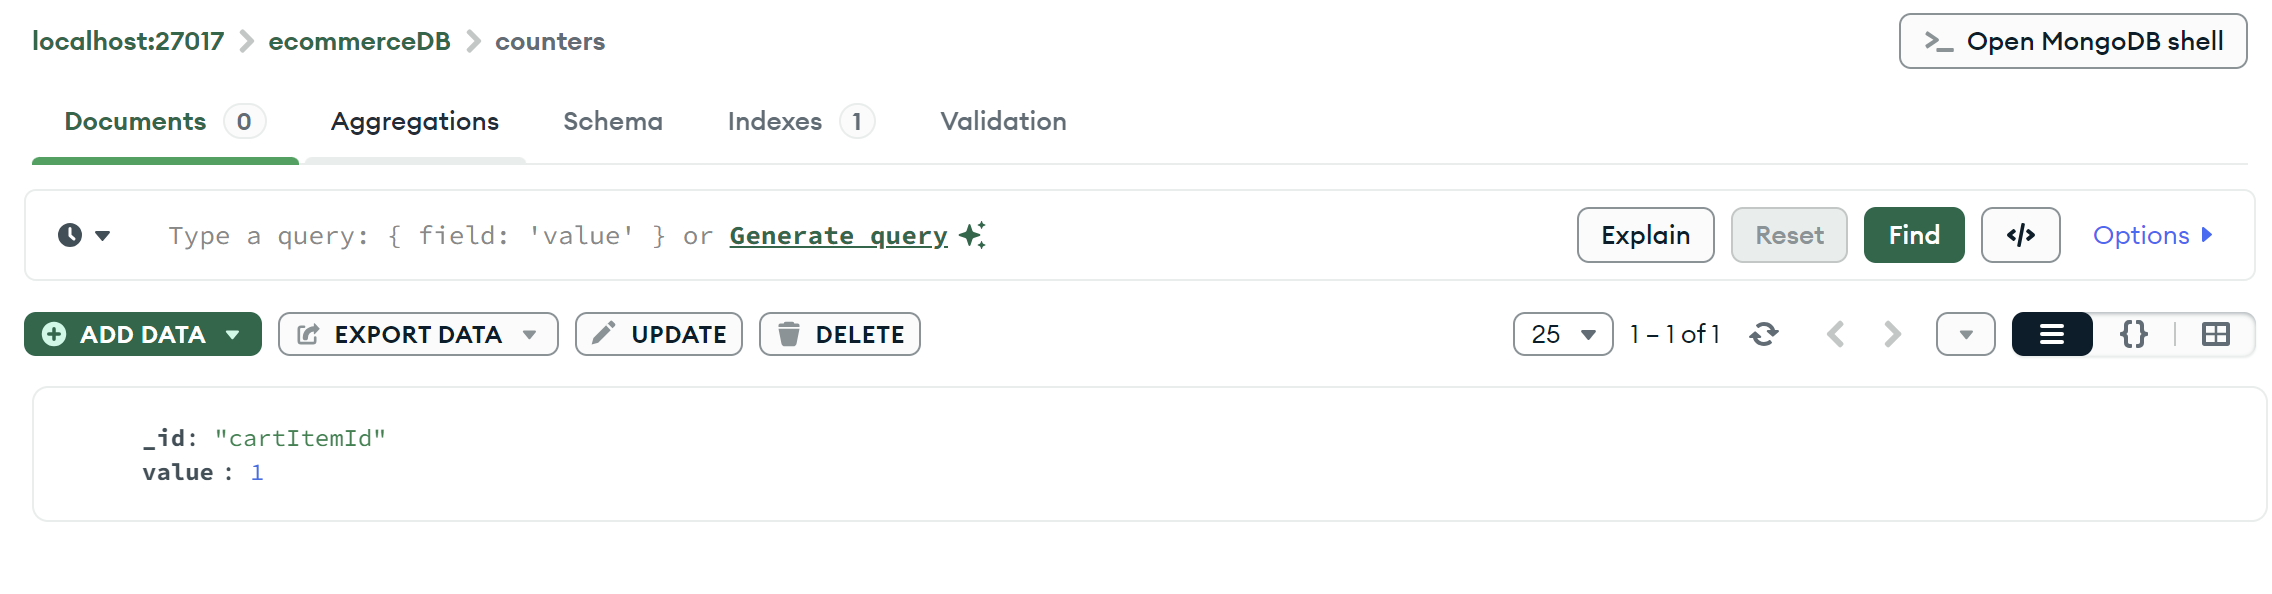 localhost:27017 ecommerceDB counters
>_ Open MongoDB shell
Documents 0 Aggregations Schema Indexes 1 Validation
Type a query: { field: 'value' } or Generate query
Explain Reset Find </> Options
ADD DATA EXPORT DATA UPDATE DELETE 25 1 – 1 of 1 {}
_id: "cartItemId"
value : 1